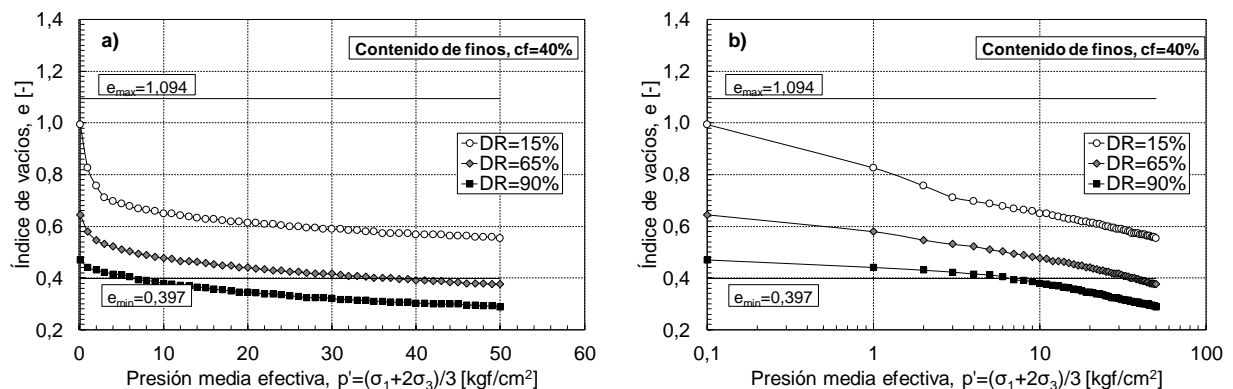 a)
Contenido de finos, cf=40%
e_max=1,094
DR=15%
DR=65%
DR=90%
e_min=0,397
Índice de vacíos, e [-]
1,4
1,2
1,0
0,8
0,6
0,4
0,2
0 10 20 30 40 50 60
Presión media efectiva, p'=(σ₁+2σ₃)/3 [kgf/cm²]
b)
Contenido de finos, cf=40%
e_max=1,094
DR=15%
DR=65%
DR=90%
e_min=0,397
Índice de vacíos, e [-]
1,4
1,2
1,0
0,8
0,6
0,4
0,2
0,1 1 10 100
Presión media efectiva, p'=(σ₁+2σ₃)/3 [kgf/cm²]